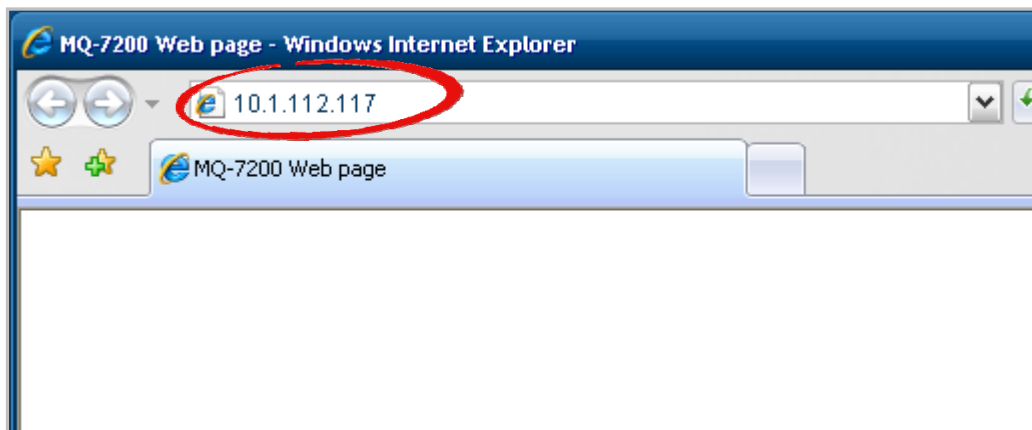 MQ-7200 Web page - Windows Internet Explorer
10.1.112.117
MQ-7200 Web page